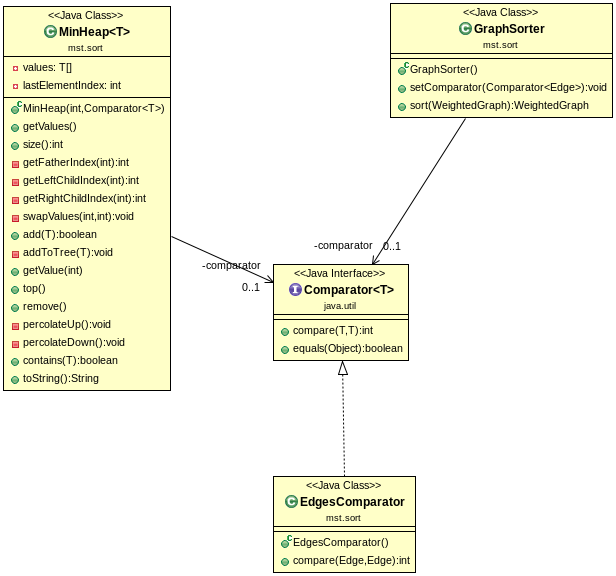 <<Java Class>>
MinHeap<T>
mst.sort
values: T[]
lastElementIndex: int
MinHeap(int,Comparator<T>)
getValues()
size():int
getFatherIndex(int):int
getLeftChildIndex(int):int
getRightChildIndex(int):int
swapValues(int,int):void
add(T):boolean
addToTree(T):void
getValue(int)
top()
remove()
percolateUp():void
percolateDown():void
contains(T):boolean
toString():String
<<Java Class>>
GraphSorter
mst.sort
GraphSorter()
setComparator(Comparator<Edge>):void
sort(WeightedGraph):WeightedGraph
-comparator
0..1
-comparator
0..1
<<Java Interface>>
Comparator<T>
java.util
compare(T,T):int
equals(Object):boolean
<<Java Class>>
EdgesComparator
mst.sort
EdgesComparator()
compare(Edge,Edge):int